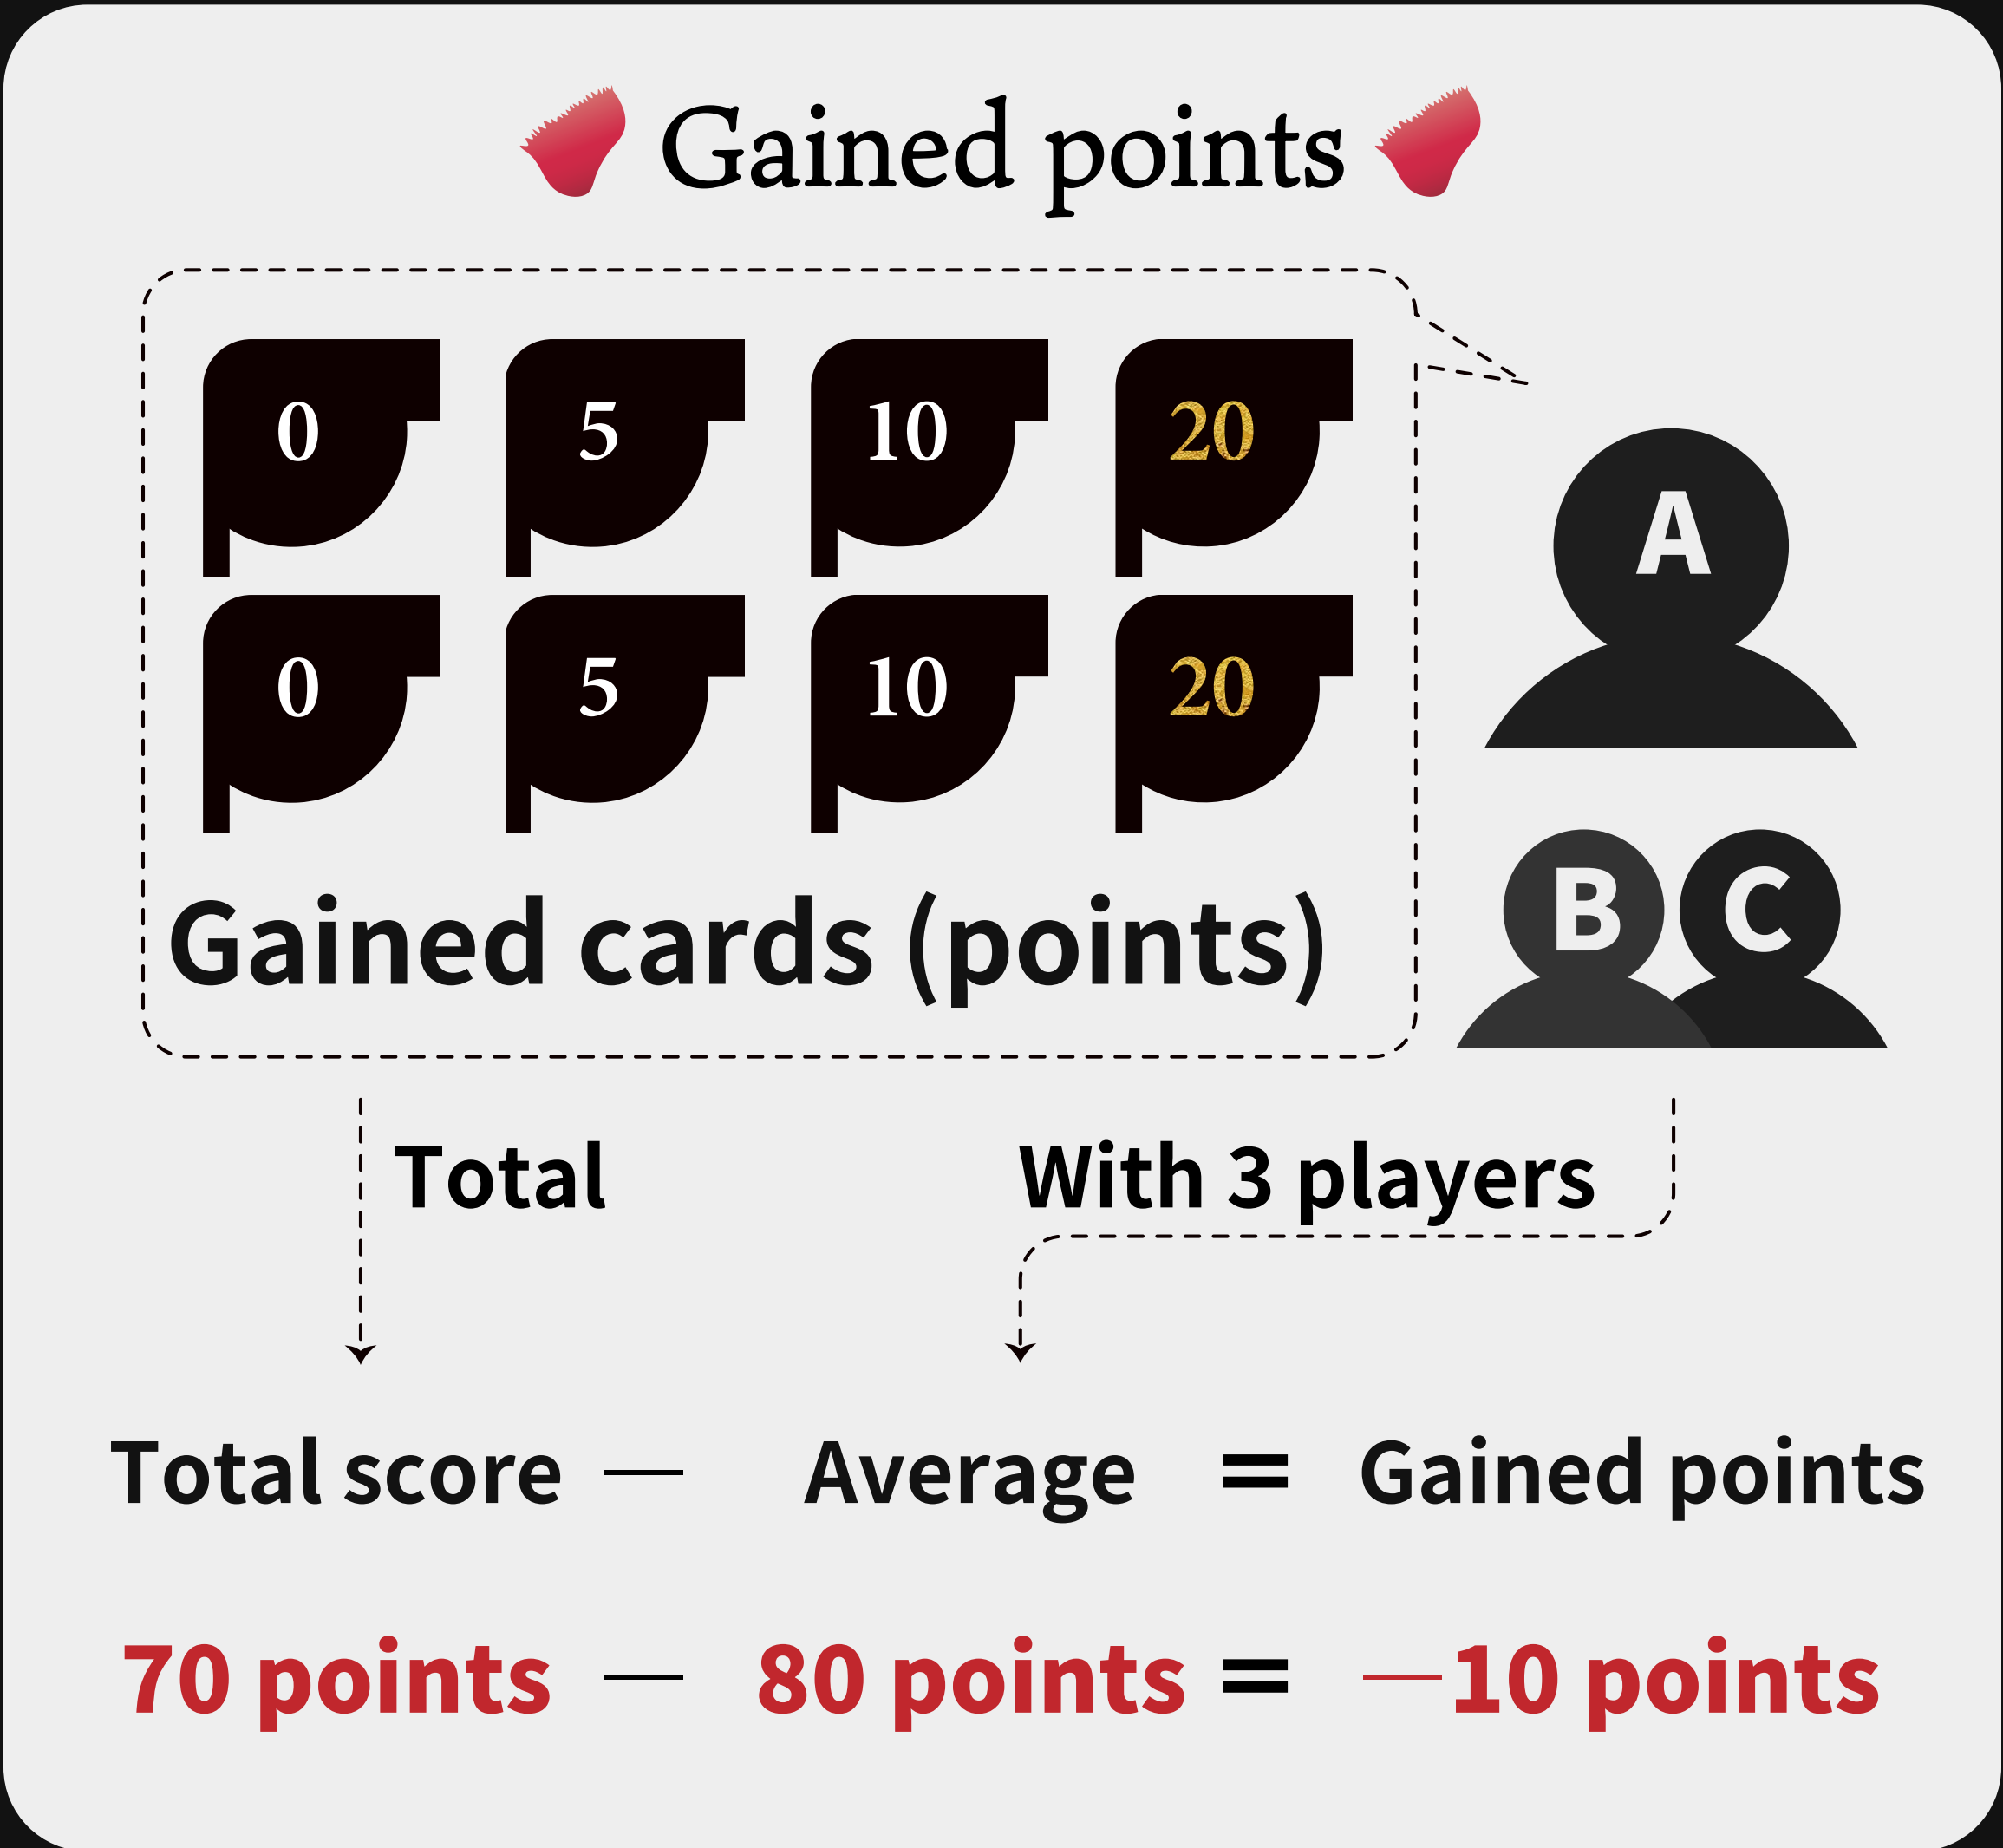 Gained points
0 5 10 20
0 5 10 20
A
B C
Gained cards (points)
Total
With 3 players
Total score — Average = Gained points
70 points — 80 points = —10 points